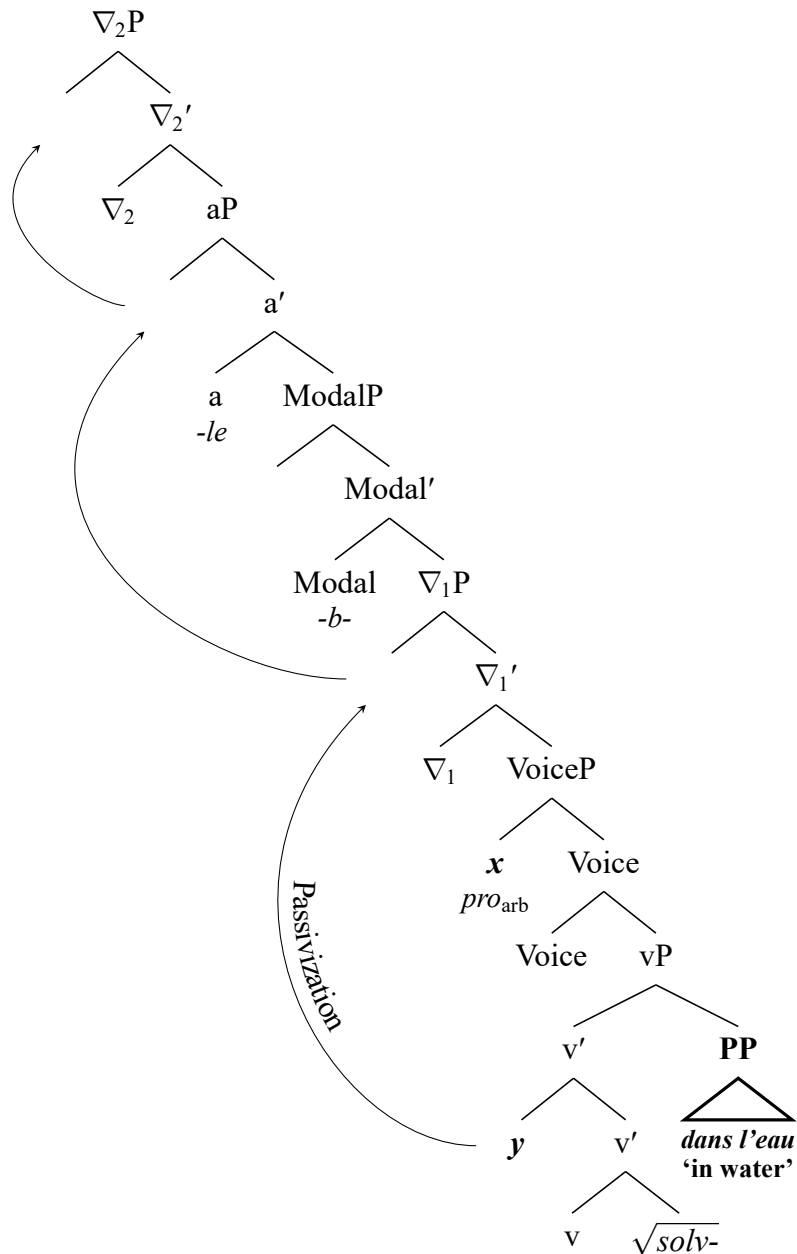 ∇₂P
∇₂′
∇₂ aP
a′
a ModalP
-le
Modal′
Modal ∇₁P
-b-
∇₁′
∇₁ VoiceP
x Voice
pro_arb
Voice vP
Passivization
v′ PP
y v′ dans l’eau
‘in water’
v √solv-